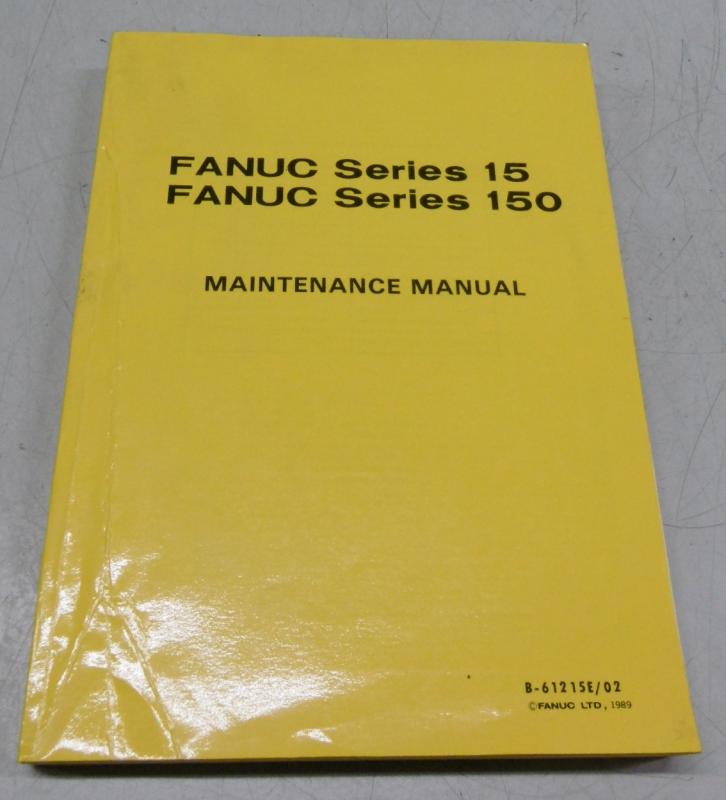 FANUC Series 15
FANUC Series 150
MAINTENANCE MANUAL
B-61215E/02
©FANUC LTD, 1989